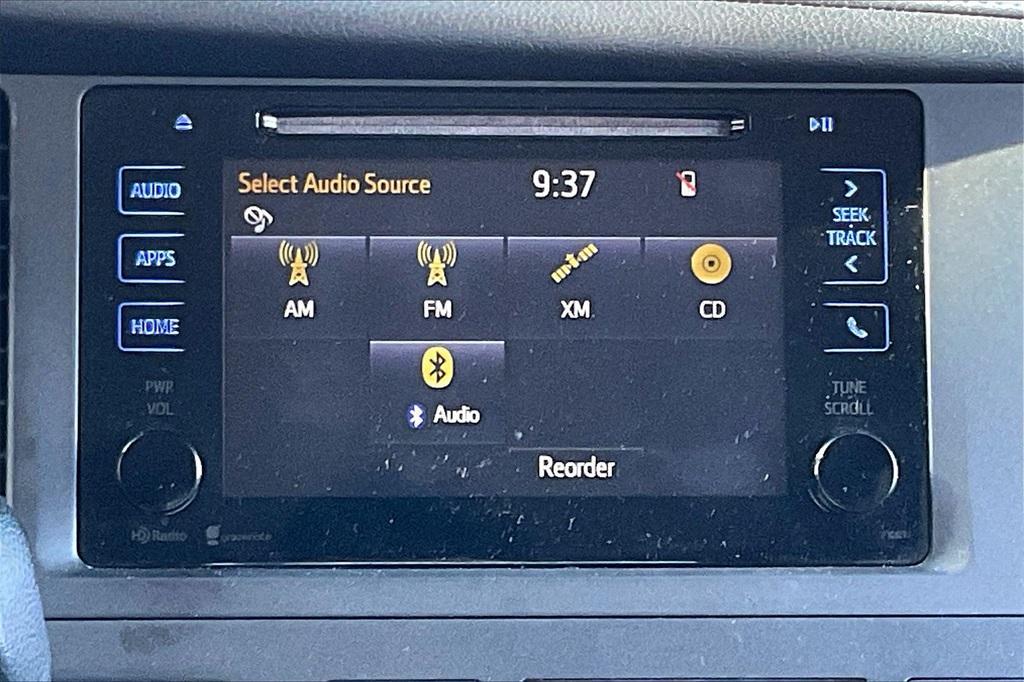 Select Audio Source
9:37
AUDIO
APPS
HOME
AM
FM
XM
CD
Audio
Reorder
SEEK
TRACK
PWR
VOL
TUNE
SCROLL
HD Radio
gracenote